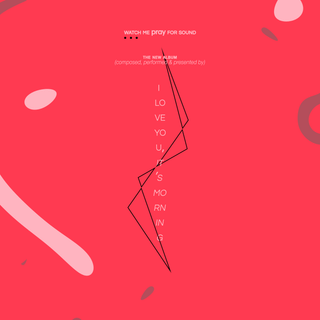 WATCH ME pray FOR SOUND
THE NEW ALBUM
(composed, performed & presented by)
I
LO
VE
YO
U,
IT
'S
MO
RN
IN
G